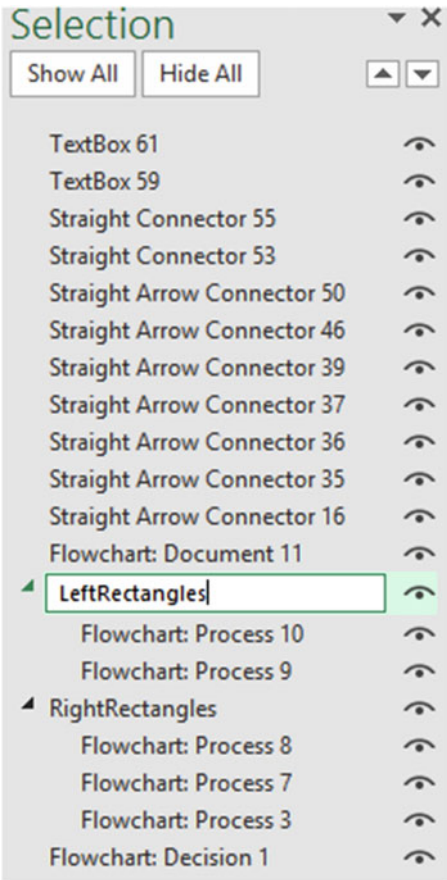 Selection
Show All Hide All
TextBox 61
TextBox 59
Straight Connector 55
Straight Connector 53
Straight Arrow Connector 50
Straight Arrow Connector 46
Straight Arrow Connector 39
Straight Arrow Connector 37
Straight Arrow Connector 36
Straight Arrow Connector 35
Straight Arrow Connector 16
Flowchart: Document 11
LeftRectangles
Flowchart: Process 10
Flowchart: Process 9
RightRectangles
Flowchart: Process 8
Flowchart: Process 7
Flowchart: Process 3
Flowchart: Decision 1